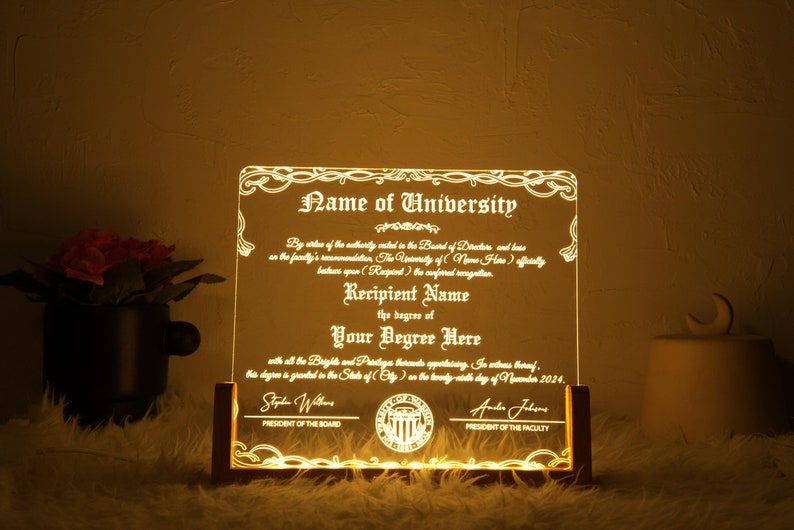 Name of University
By virtue of the authority vested in the Board of Directors and base
on the faculty's recommendation, The University of ( Name Here ) officially
bestows upon ( Recipient ) the conferred recognition.
Recipient Name
the degree of
Your Degree Here
with all the Brights and Privileges thereunto appertaining. In witness thereof,
this degree is granted in the State of ( City ) on the twenty-ninth day of November 2024.
Stephen Williams
Amelia Johnsons
PRESIDENT OF THE BOARD
PRESIDENT OF THE FACULTY